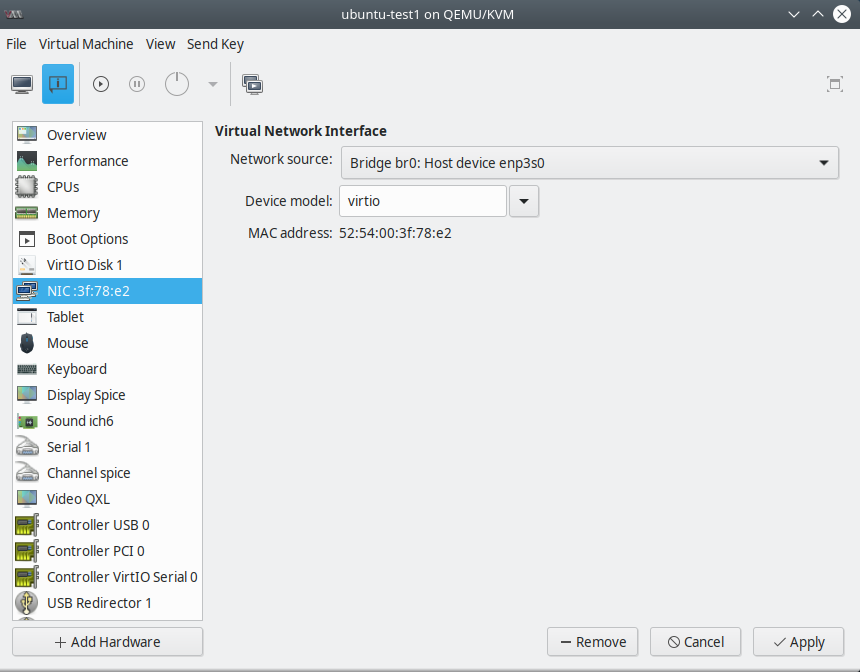 ubuntu-test1 on QEMU/KVM
File Virtual Machine View Send Key
Overview
Performance
CPUs
Memory
Boot Options
VirtIO Disk 1
NIC :3f:78:e2
Tablet
Mouse
Keyboard
Display Spice
Sound ich6
Serial 1
Channel spice
Video QXL
Controller USB 0
Controller PCI 0
Controller VirtIO Serial 0
USB Redirector 1
Add Hardware
Virtual Network Interface
Network source: Bridge br0: Host device enp3s0
Device model: virtio
MAC address: 52:54:00:3f:78:e2
Remove Cancel Apply